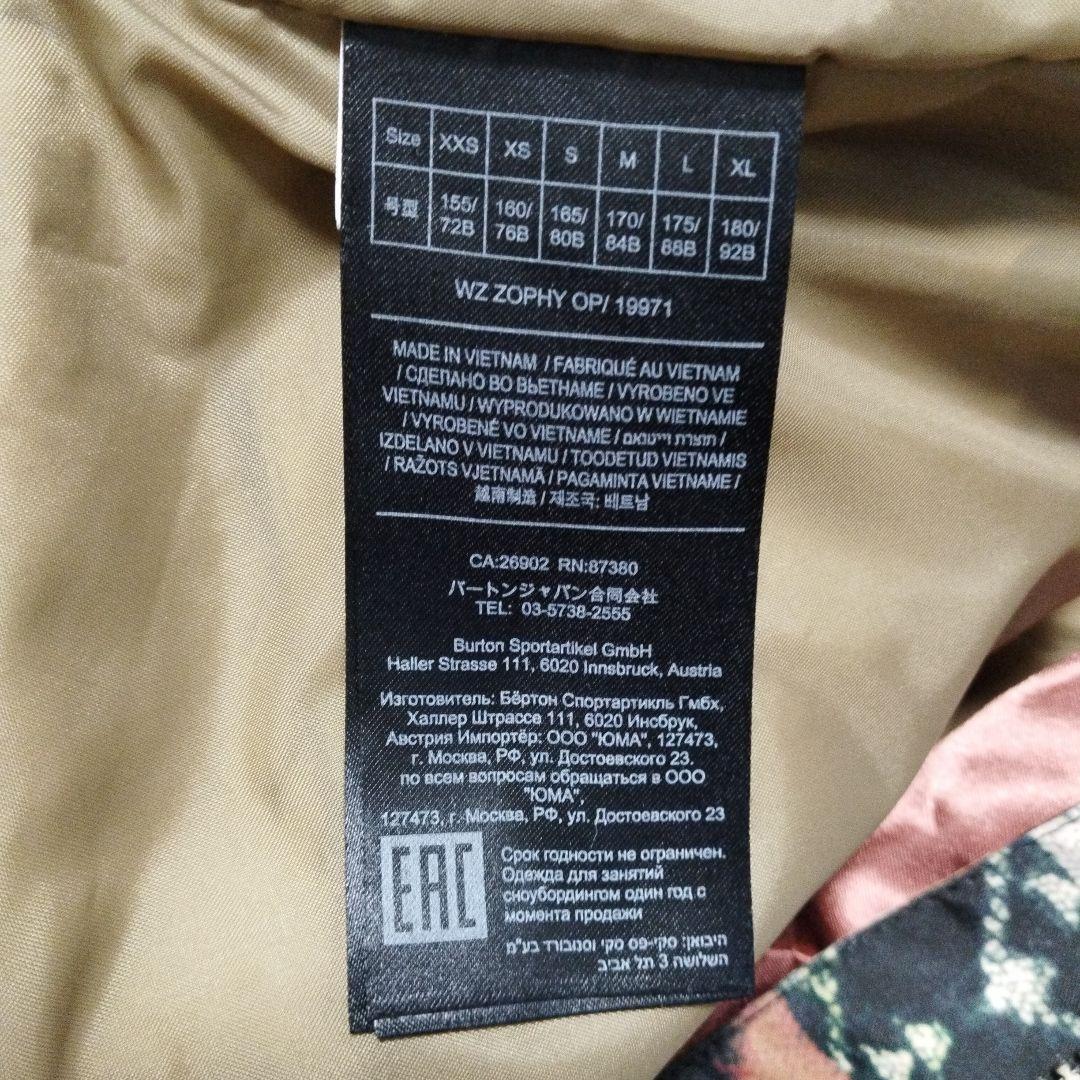 Size XXS XS S M L XL
号型 155/72B 160/76B 165/80B 170/84B 175/88B 180/92B
WZ ZOPHY OP/ 19971
MADE IN VIETNAM / FABRIQUÉ AU VIETNAM
/ СДЕЛАНО ВО ВЬЕТНАМЕ / VYROBENO VE
VIETNAMU / WYPRODUKOWANO W WIETNAMIE
/ VYROBENÉ VO VIETNAME / תוצרת וייטנאם /
IZDELANO V VIETNAMU / TOODETUD VIETNAMIS
/ RAŽOTS VJETNAMĀ / PAGAMINTA VIETNAME /
越南制造 / 제조국: 베트남
CA:26902 RN:87380
バートンジャパン合同会社
TEL: 03-5738-2555
Burton Sportartikel GmbH
Haller Strasse 111, 6020 Innsbruck, Austria
Изготовитель: Бёртон Спортартикль Гмбх,
Халлер Штрассе 111, 6020 Инсбрук,
Австрия Импортёр: ООО "ЮМА", 127473,
г. Москва, РФ, ул. Достоевского 23.
по всем вопросам обращаться в ООО
"ЮМА",
127473, г. Москва, РФ, ул. Достоевского 23
EAC
Срок годности не ограничен.
Одежда для занятий
сноубордингом один год с
момента продажи
היבואן: סקי-פס סקי וסנובורד בע"מ
השלושה 3 תל אביב